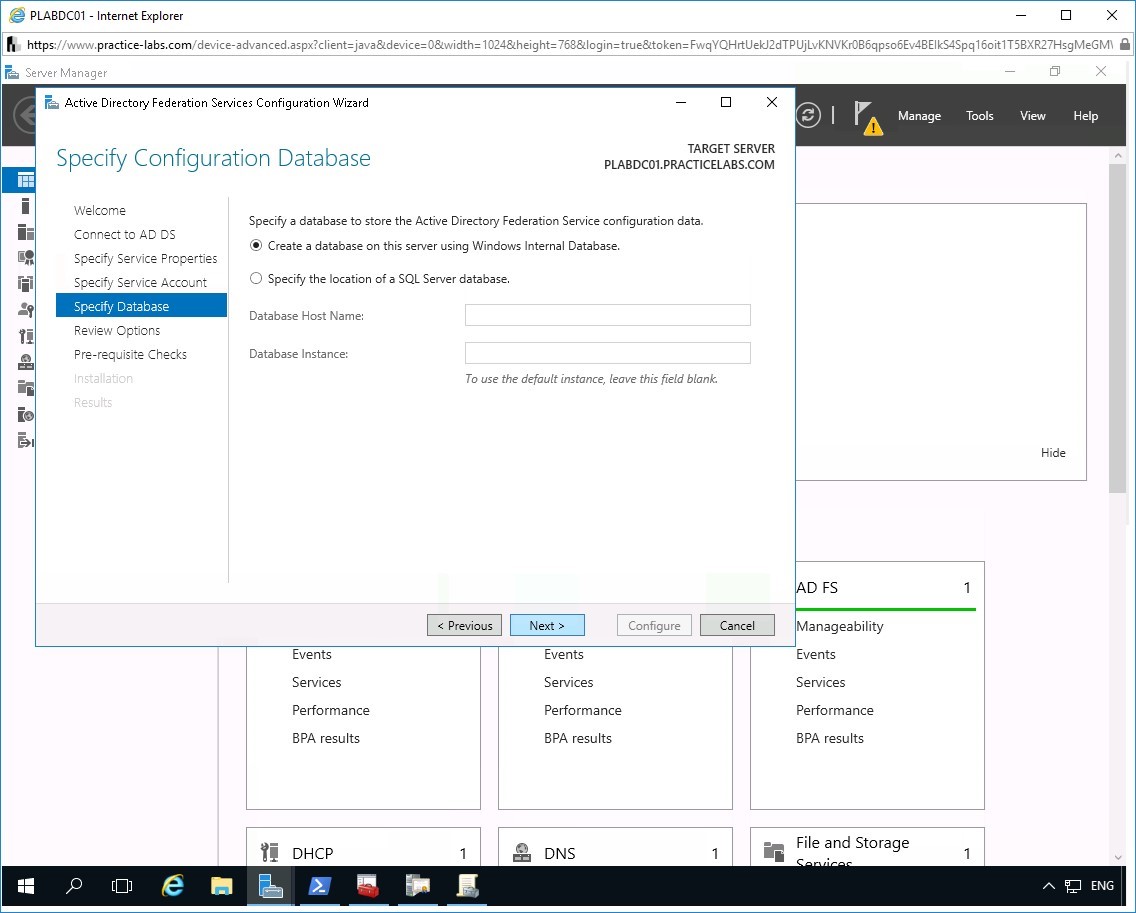 PLABDC01 - Internet Explorer
https://www.practice-labs.com/device-advanced.aspx?client=java&device=0&width=1024&height=768&login=true&token=
Server Manager
Manage Tools View Help
Active Directory Federation Services Configuration Wizard
Specify Configuration Database
TARGET SERVER
PLABDC01.PRACTICELABS.COM
Welcome
Connect to AD DS
Specify Service Properties
Specify Service Account
Specify Database
Review Options
Pre-requisite Checks
Installation
Results
Specify a database to store the Active Directory Federation Service configuration data.
Create a database on this server using Windows Internal Database.
Specify the location of a SQL Server database.
Database Host Name:
Database Instance:
To use the default instance, leave this field blank.
< Previous
Next >
Configure
Cancel
Hide
Events
Services
Performance
BPA results
Events
Services
Performance
BPA results
AD FS 1
Manageability
Events
Services
Performance
BPA results
DHCP 1
DNS 1
File and Storage
Services 1
ENG